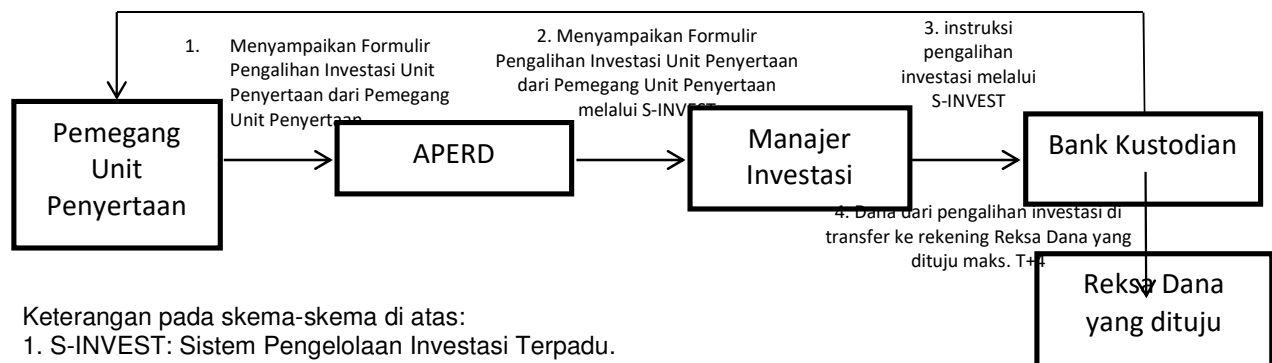 1. Menyampaikan Formulir
Pengalihan Investasi Unit
Penyertaan dari Pemegang
Unit Penyertaan
2. Menyampaikan Formulir
Pengalihan Investasi Unit Penyertaan
dari Pemegang Unit Penyertaan
melalui S-INVEST
3. instruksi
pengalihan
investasi melalui
S-INVEST
Pemegang
Unit
Penyertaan
APERD
Manajer
Investasi
Bank Kustodian
4. Dana dari pengalihan investasi di
transfer ke rekening Reksa Dana yang
dituju maks. T+4
Reksa Dana
yang dituju
Keterangan pada skema-skema di atas:
1. S-INVEST: Sistem Pengelolaan Investasi Terpadu.